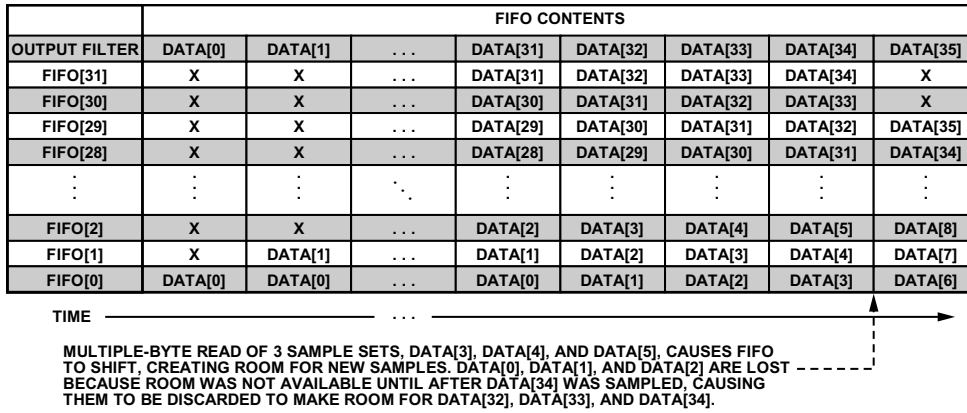 FIFO CONTENTS
OUTPUT FILTER DATA[0] DATA[1] . . . DATA[31] DATA[32] DATA[33] DATA[34] DATA[35]
FIFO[31] X X . . . DATA[31] DATA[32] DATA[33] DATA[34] X
FIFO[30] X X . . . DATA[30] DATA[31] DATA[32] DATA[33] X
FIFO[29] X X . . . DATA[29] DATA[30] DATA[31] DATA[32] DATA[35]
FIFO[28] X X . . . DATA[28] DATA[29] DATA[30] DATA[31] DATA[34]
FIFO[2] X X . . . DATA[2] DATA[3] DATA[4] DATA[5] DATA[8]
FIFO[1] X DATA[1] . . . DATA[1] DATA[2] DATA[3] DATA[4] DATA[7]
FIFO[0] DATA[0] DATA[0] . . . DATA[0] DATA[1] DATA[2] DATA[3] DATA[6]
TIME . . .
MULTIPLE-BYTE READ OF 3 SAMPLE SETS, DATA[3], DATA[4], AND DATA[5], CAUSES FIFO
TO SHIFT, CREATING ROOM FOR NEW SAMPLES. DATA[0], DATA[1], AND DATA[2] ARE LOST
BECAUSE ROOM WAS NOT AVAILABLE UNTIL AFTER DATA[34] WAS SAMPLED, CAUSING
THEM TO BE DISCARDED TO MAKE ROOM FOR DATA[32], DATA[33], AND DATA[34].